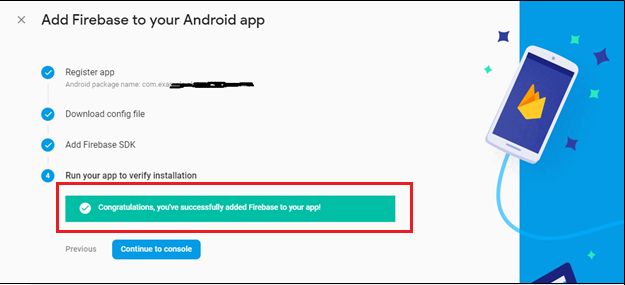 Add Firebase to your Android app
Register app
Android package name: com.exa
Download config file
Add Firebase SDK
4 Run your app to verify installation
Congratulations, you've successfully added Firebase to your app!
Previous Continue to console